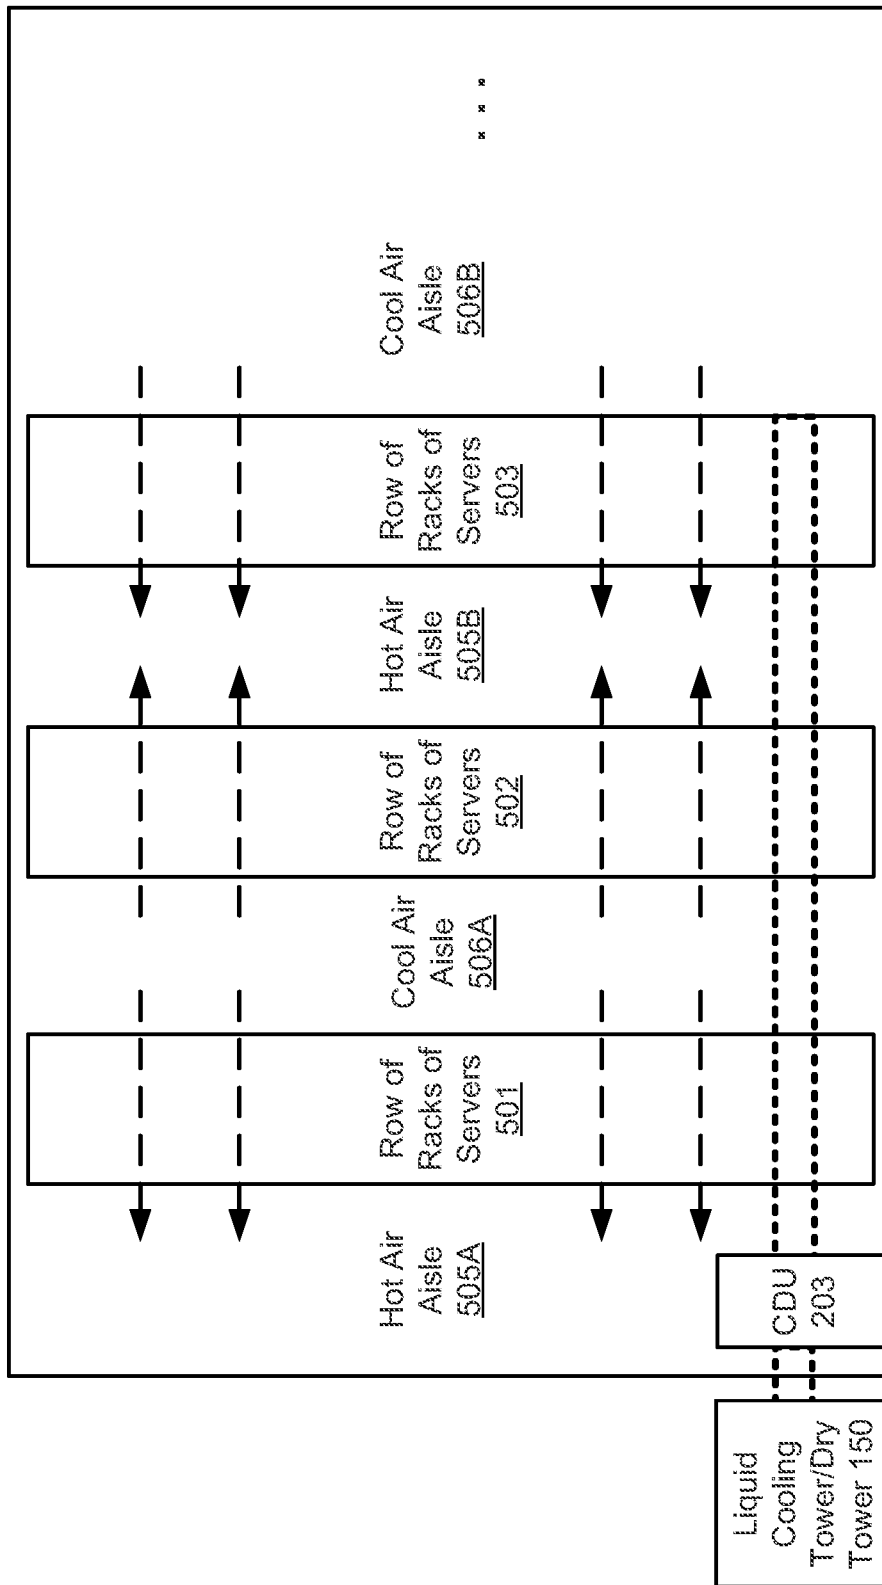 Liquid
Cooling
Tower/Dry
Tower 150
CDU
203
Hot Air
Aisle
505A
Row of
Racks of
Servers
501
Cool Air
Aisle
506A
Row of
Racks of
Servers
502
Hot Air
Aisle
505B
Row of
Racks of
Servers
503
Cool Air
Aisle
506B